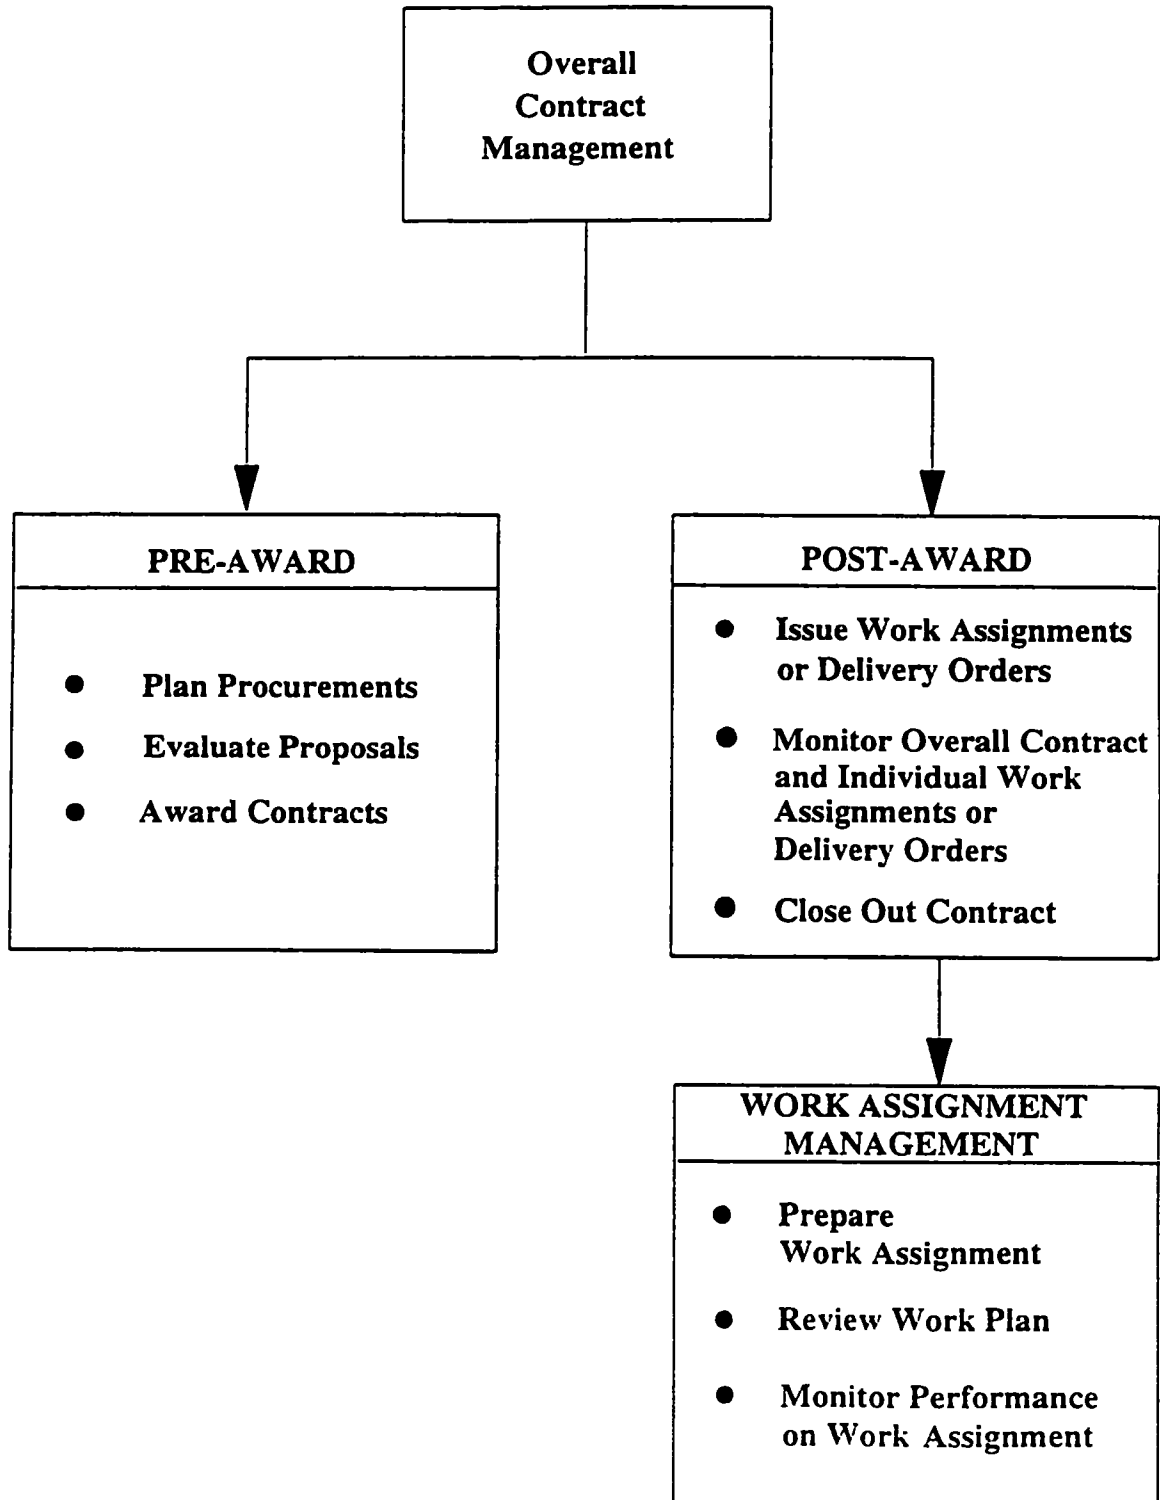 Overall
Contract
Management
PRE-AWARD
● Plan Procurements
● Evaluate Proposals
● Award Contracts
POST-AWARD
● Issue Work Assignments
or Delivery Orders
● Monitor Overall Contract
and Individual Work
Assignments or
Delivery Orders
● Close Out Contract
WORK ASSIGNMENT
MANAGEMENT
● Prepare
Work Assignment
● Review Work Plan
● Monitor Performance
on Work Assignment